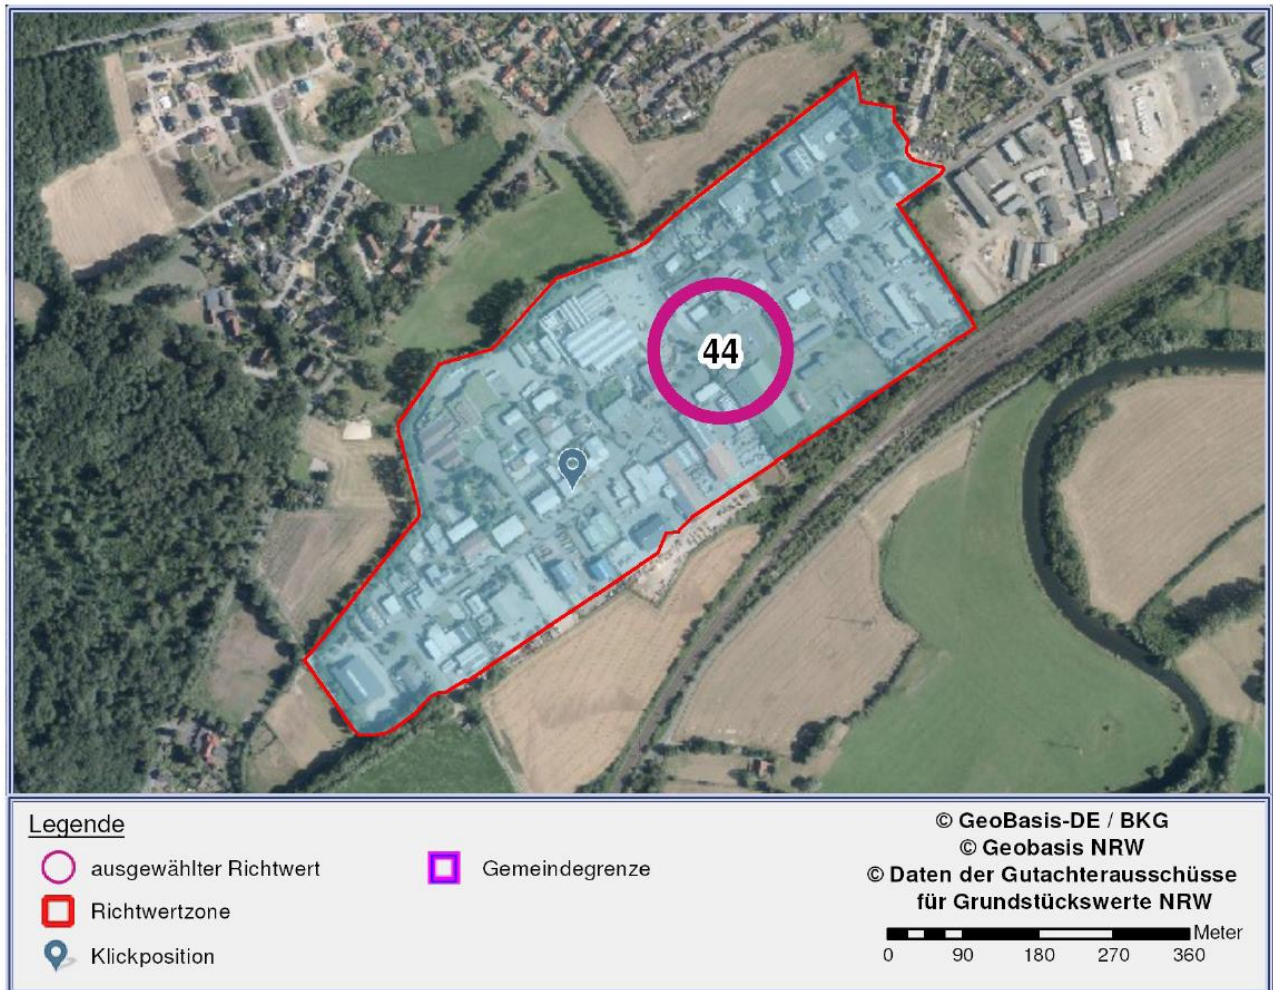 44
Legende
ausgewählter Richtwert
Gemeindegrenze
Richtwertzone
Klickposition
© GeoBasis-DE / BKG
© Geobasis NRW
© Daten der Gutachterausschüsse
für Grundstückswerte NRW
Meter
0 90 180 270 360